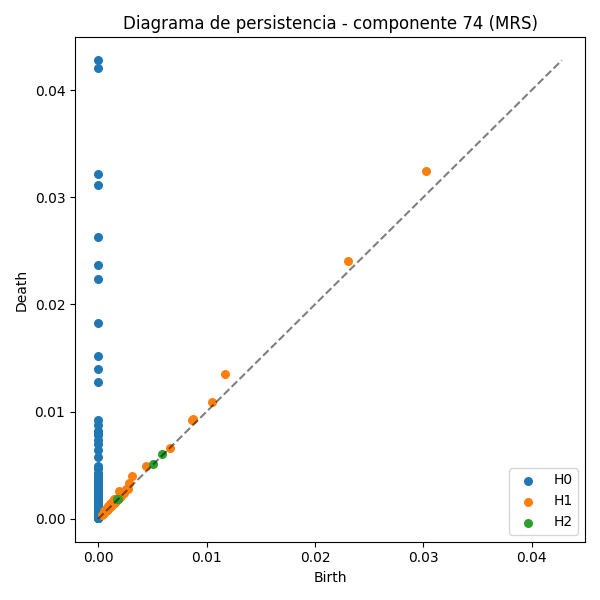 Diagrama de persistencia - componente 74 (MRS)
Death
0.04
0.03
0.02
0.01
0.00
0.00 0.01 0.02 0.03 0.04
Birth
H0
H1
H2